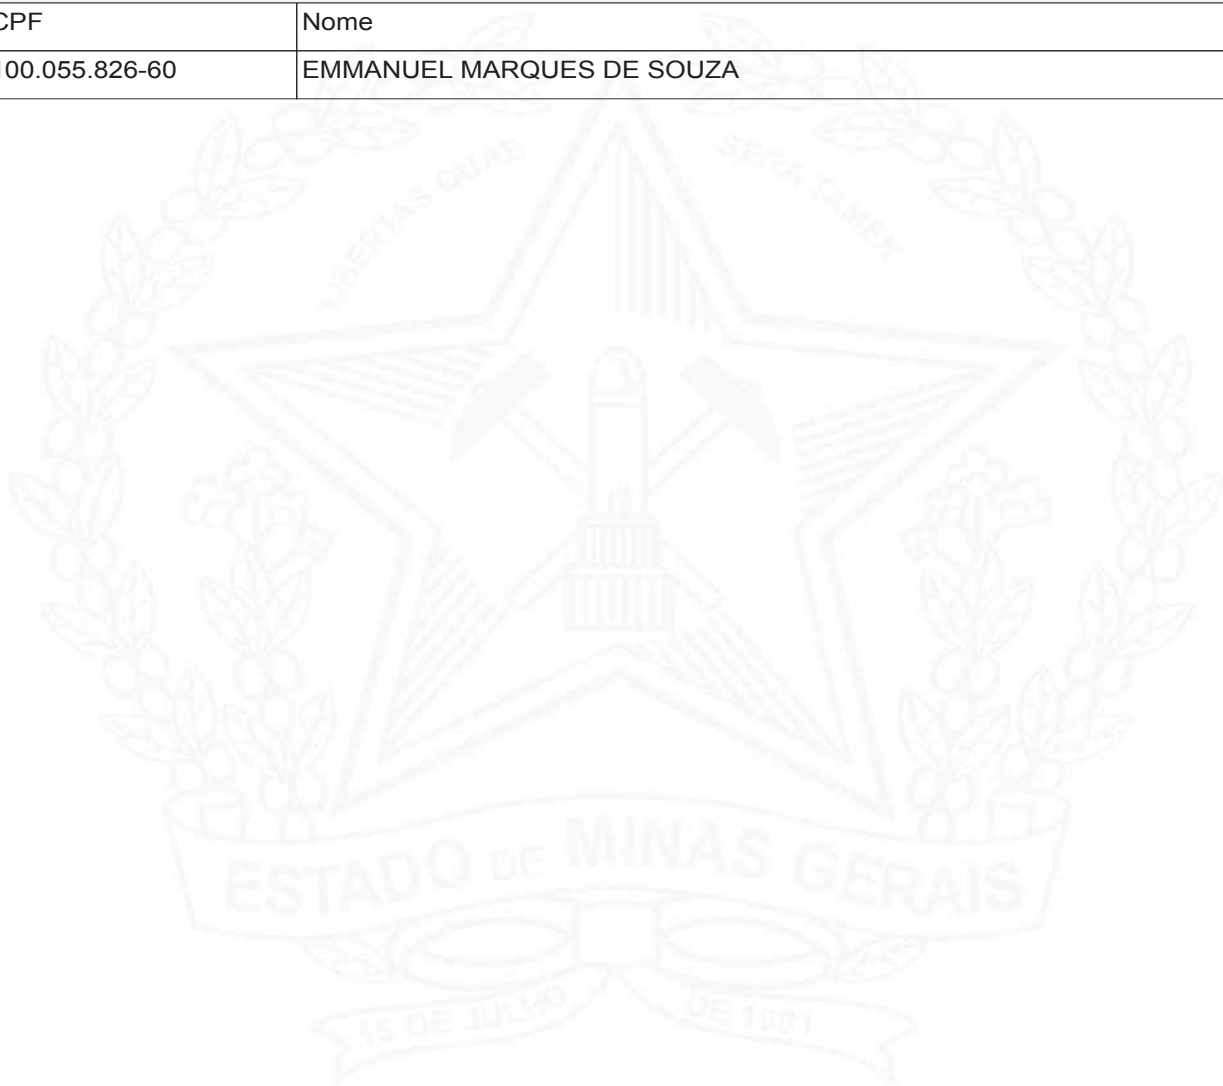 CPF Nome
100.055.826-60 EMMANUEL MARQUES DE SOUZA
LIBERTAS QUAE SERA TAMEN
ESTADO DE MINAS GERAIS
15 DE JULHO DE 1891